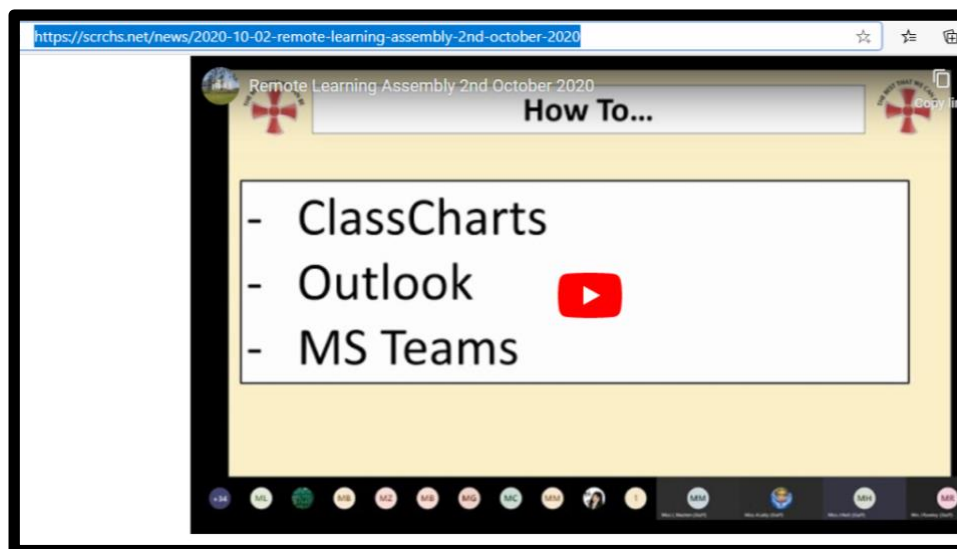 https://scrchs.net/news/2020-10-02-remote-learning-assembly-2nd-october-2020
Remote Learning Assembly 2nd October 2020
How To...
- ClassCharts
- Outlook
- MS Teams
+34 ML MB MZ MB MG MC MM 1 MM MH MR